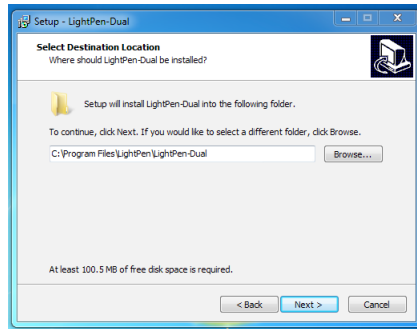 Setup - LightPen-Dual
Select Destination Location
Where should LightPen-Dual be installed?
Setup will install LightPen-Dual into the following folder.
To continue, click Next. If you would like to select a different folder, click Browse.
C:\Program Files\LightPen\LightPen-Dual
Browse...
At least 100.5 MB of free disk space is required.
< Back
Next >
Cancel